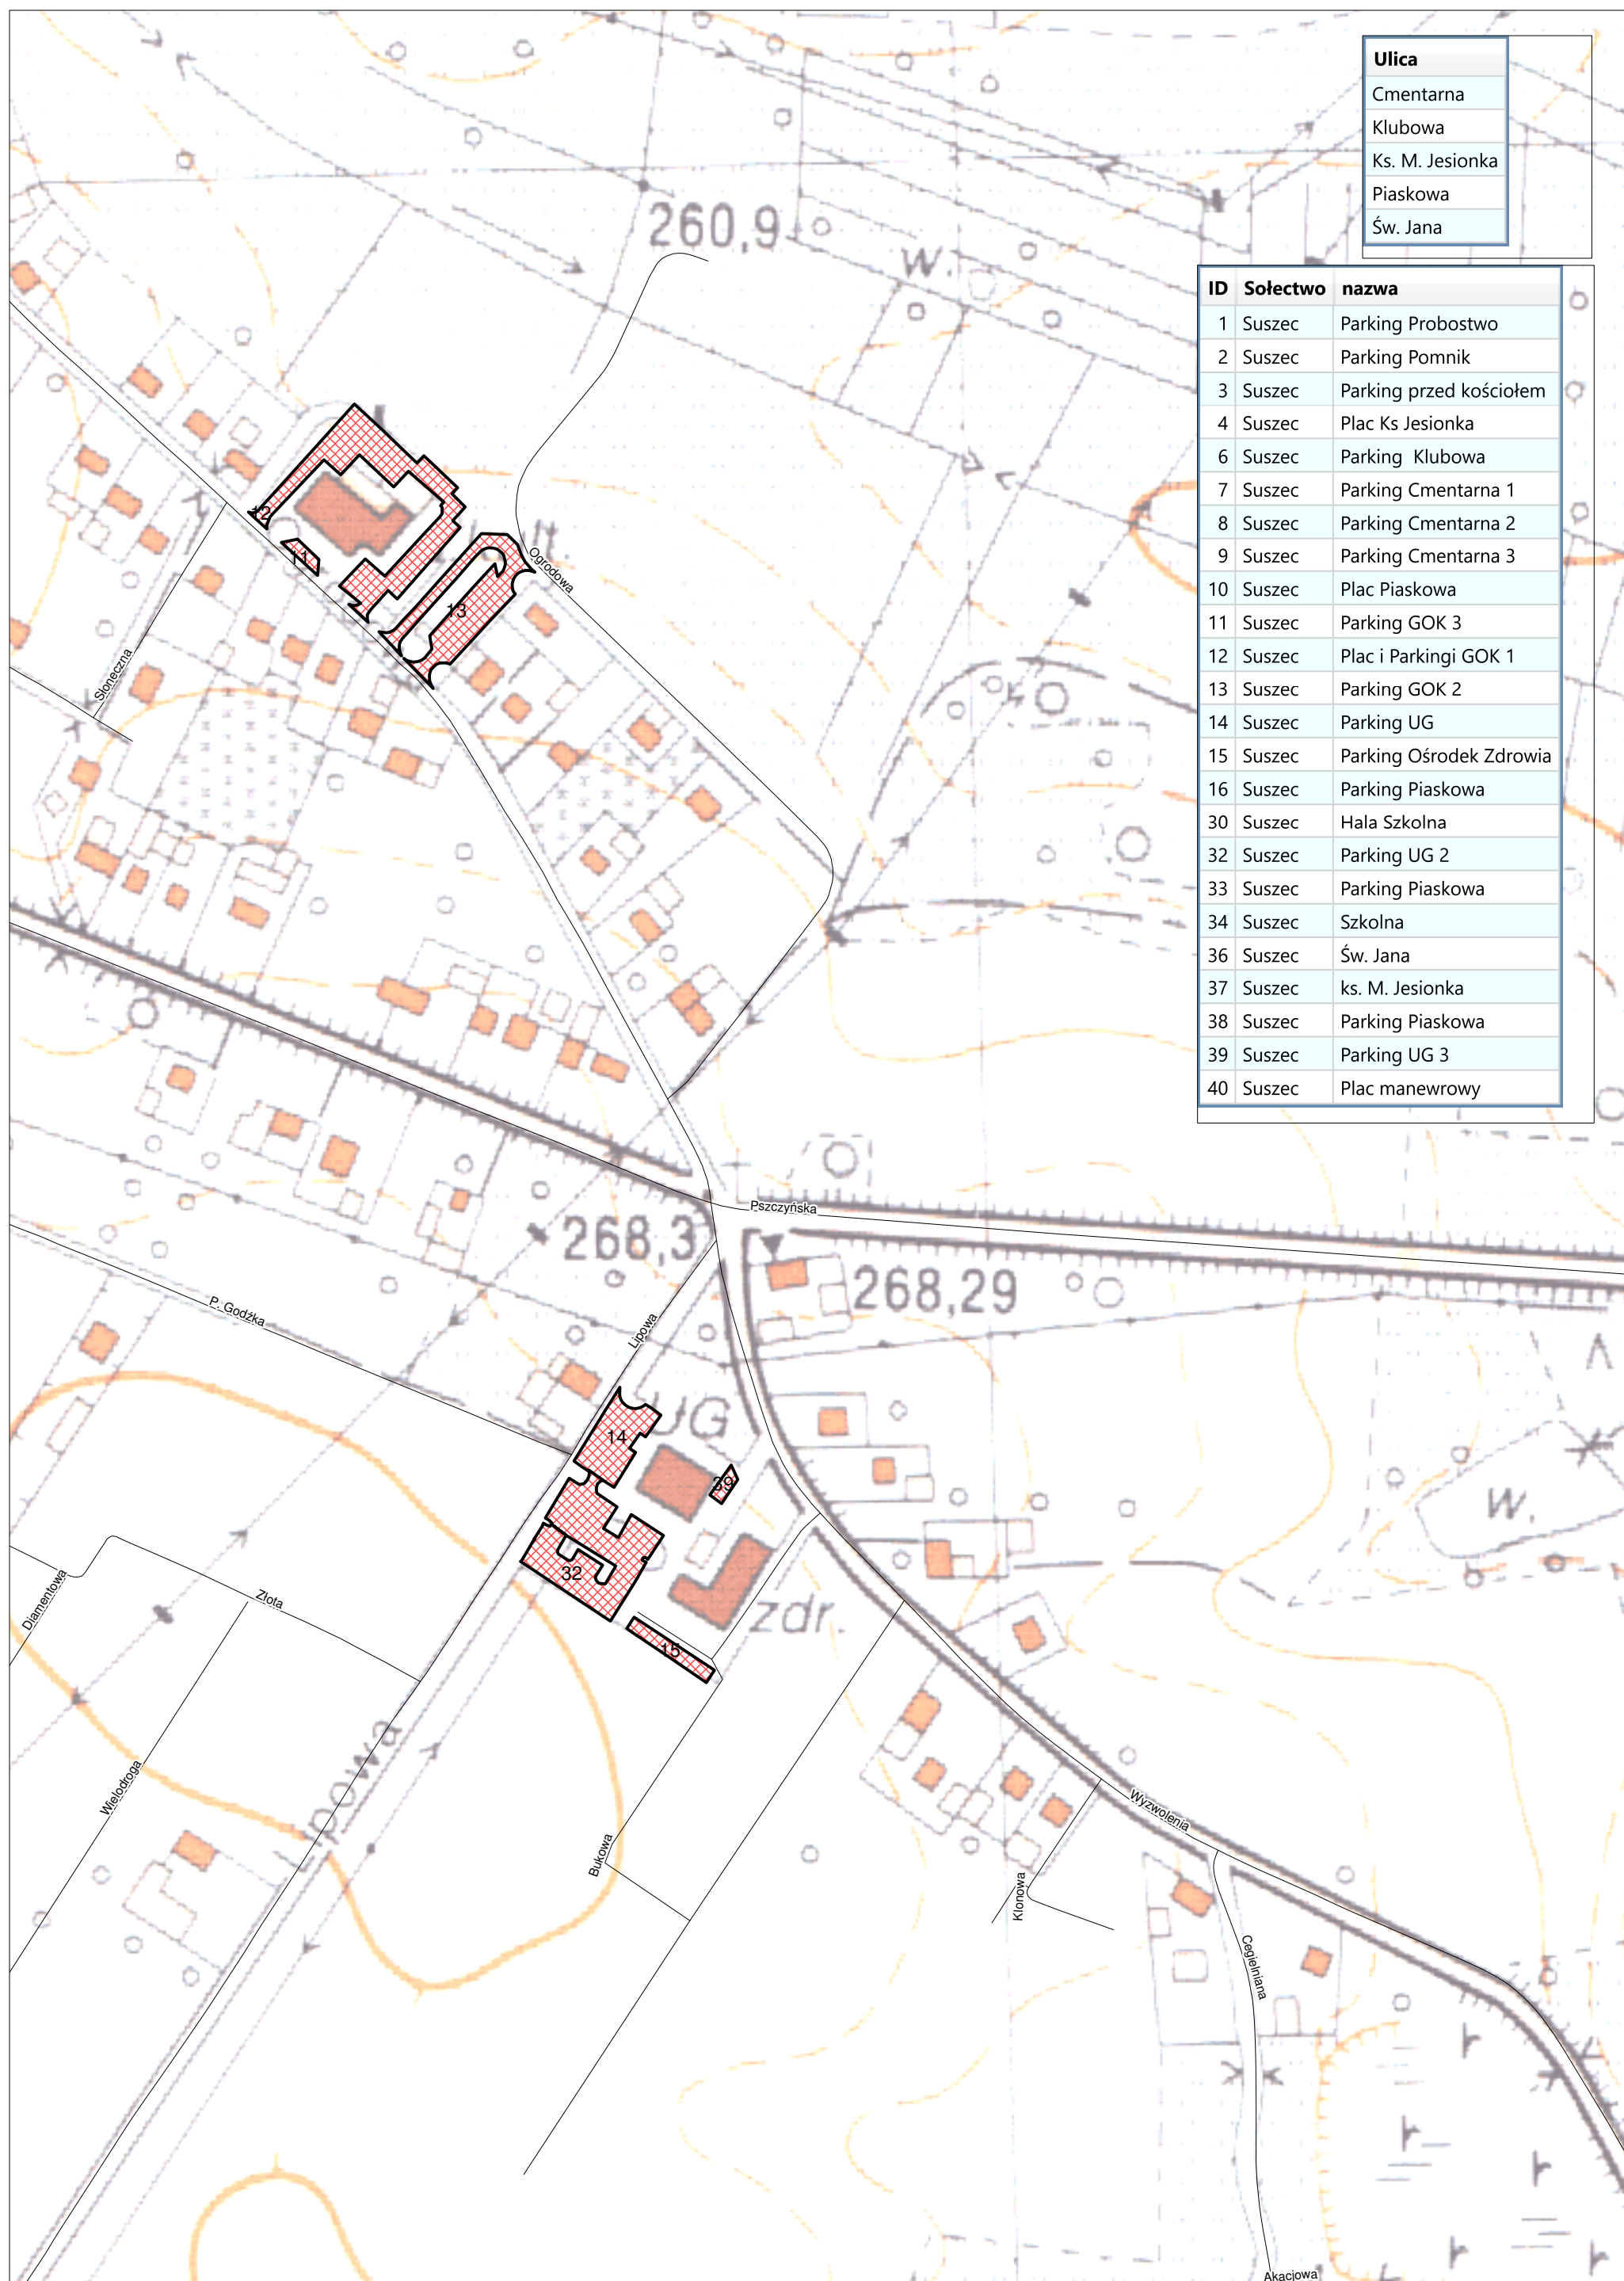 Ulica
Cmentarna
Klubowa
Ks. M. Jesionka
Piaskowa
Św. Jana
260,9
w.
ID Sołectwo nazwa
1 Suszec Parking Probostwo
2 Suszec Parking Pomnik
3 Suszec Parking przed kościołem
4 Suszec Plac Ks Jesionka
6 Suszec Parking  Klubowa
7 Suszec Parking Cmentarna 1
8 Suszec Parking Cmentarna 2
9 Suszec Parking Cmentarna 3
10 Suszec Plac Piaskowa
11 Suszec Parking GOK 3
12 Suszec Plac i Parkingi GOK 1
13 Suszec Parking GOK 2
14 Suszec Parking UG
15 Suszec Parking Ośrodek Zdrowia
16 Suszec Parking Piaskowa
30 Suszec Hala Szkolna
32 Suszec Parking UG 2
33 Suszec Parking Piaskowa
34 Suszec Szkolna
36 Suszec Św. Jana
37 Suszec ks. M. Jesionka
38 Suszec Parking Piaskowa
39 Suszec Parking UG 3
40 Suszec Plac manewrowy
12
11
13
Ogrodowa
Słoneczna
Pszczyńska
268,3
268,29
P. Godźka
Lipowa
UG
14
39
w.
32
zdr.
15
Diamentowa
Złota
Wielodroga
Bukowa
Wyzwolenia
Klonowa
Cegielniana
Akacjowa